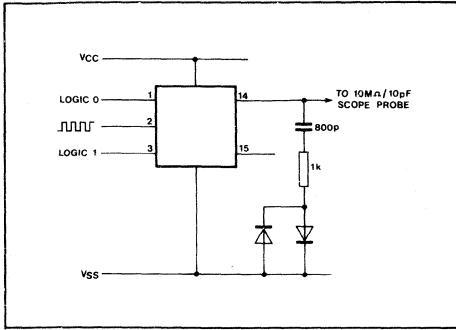 VCC
LOGIC 0
1
14
TO 10MΩ/10pF
SCOPE PROBE
2
800p
LOGIC 1
3
15
1k
VSS